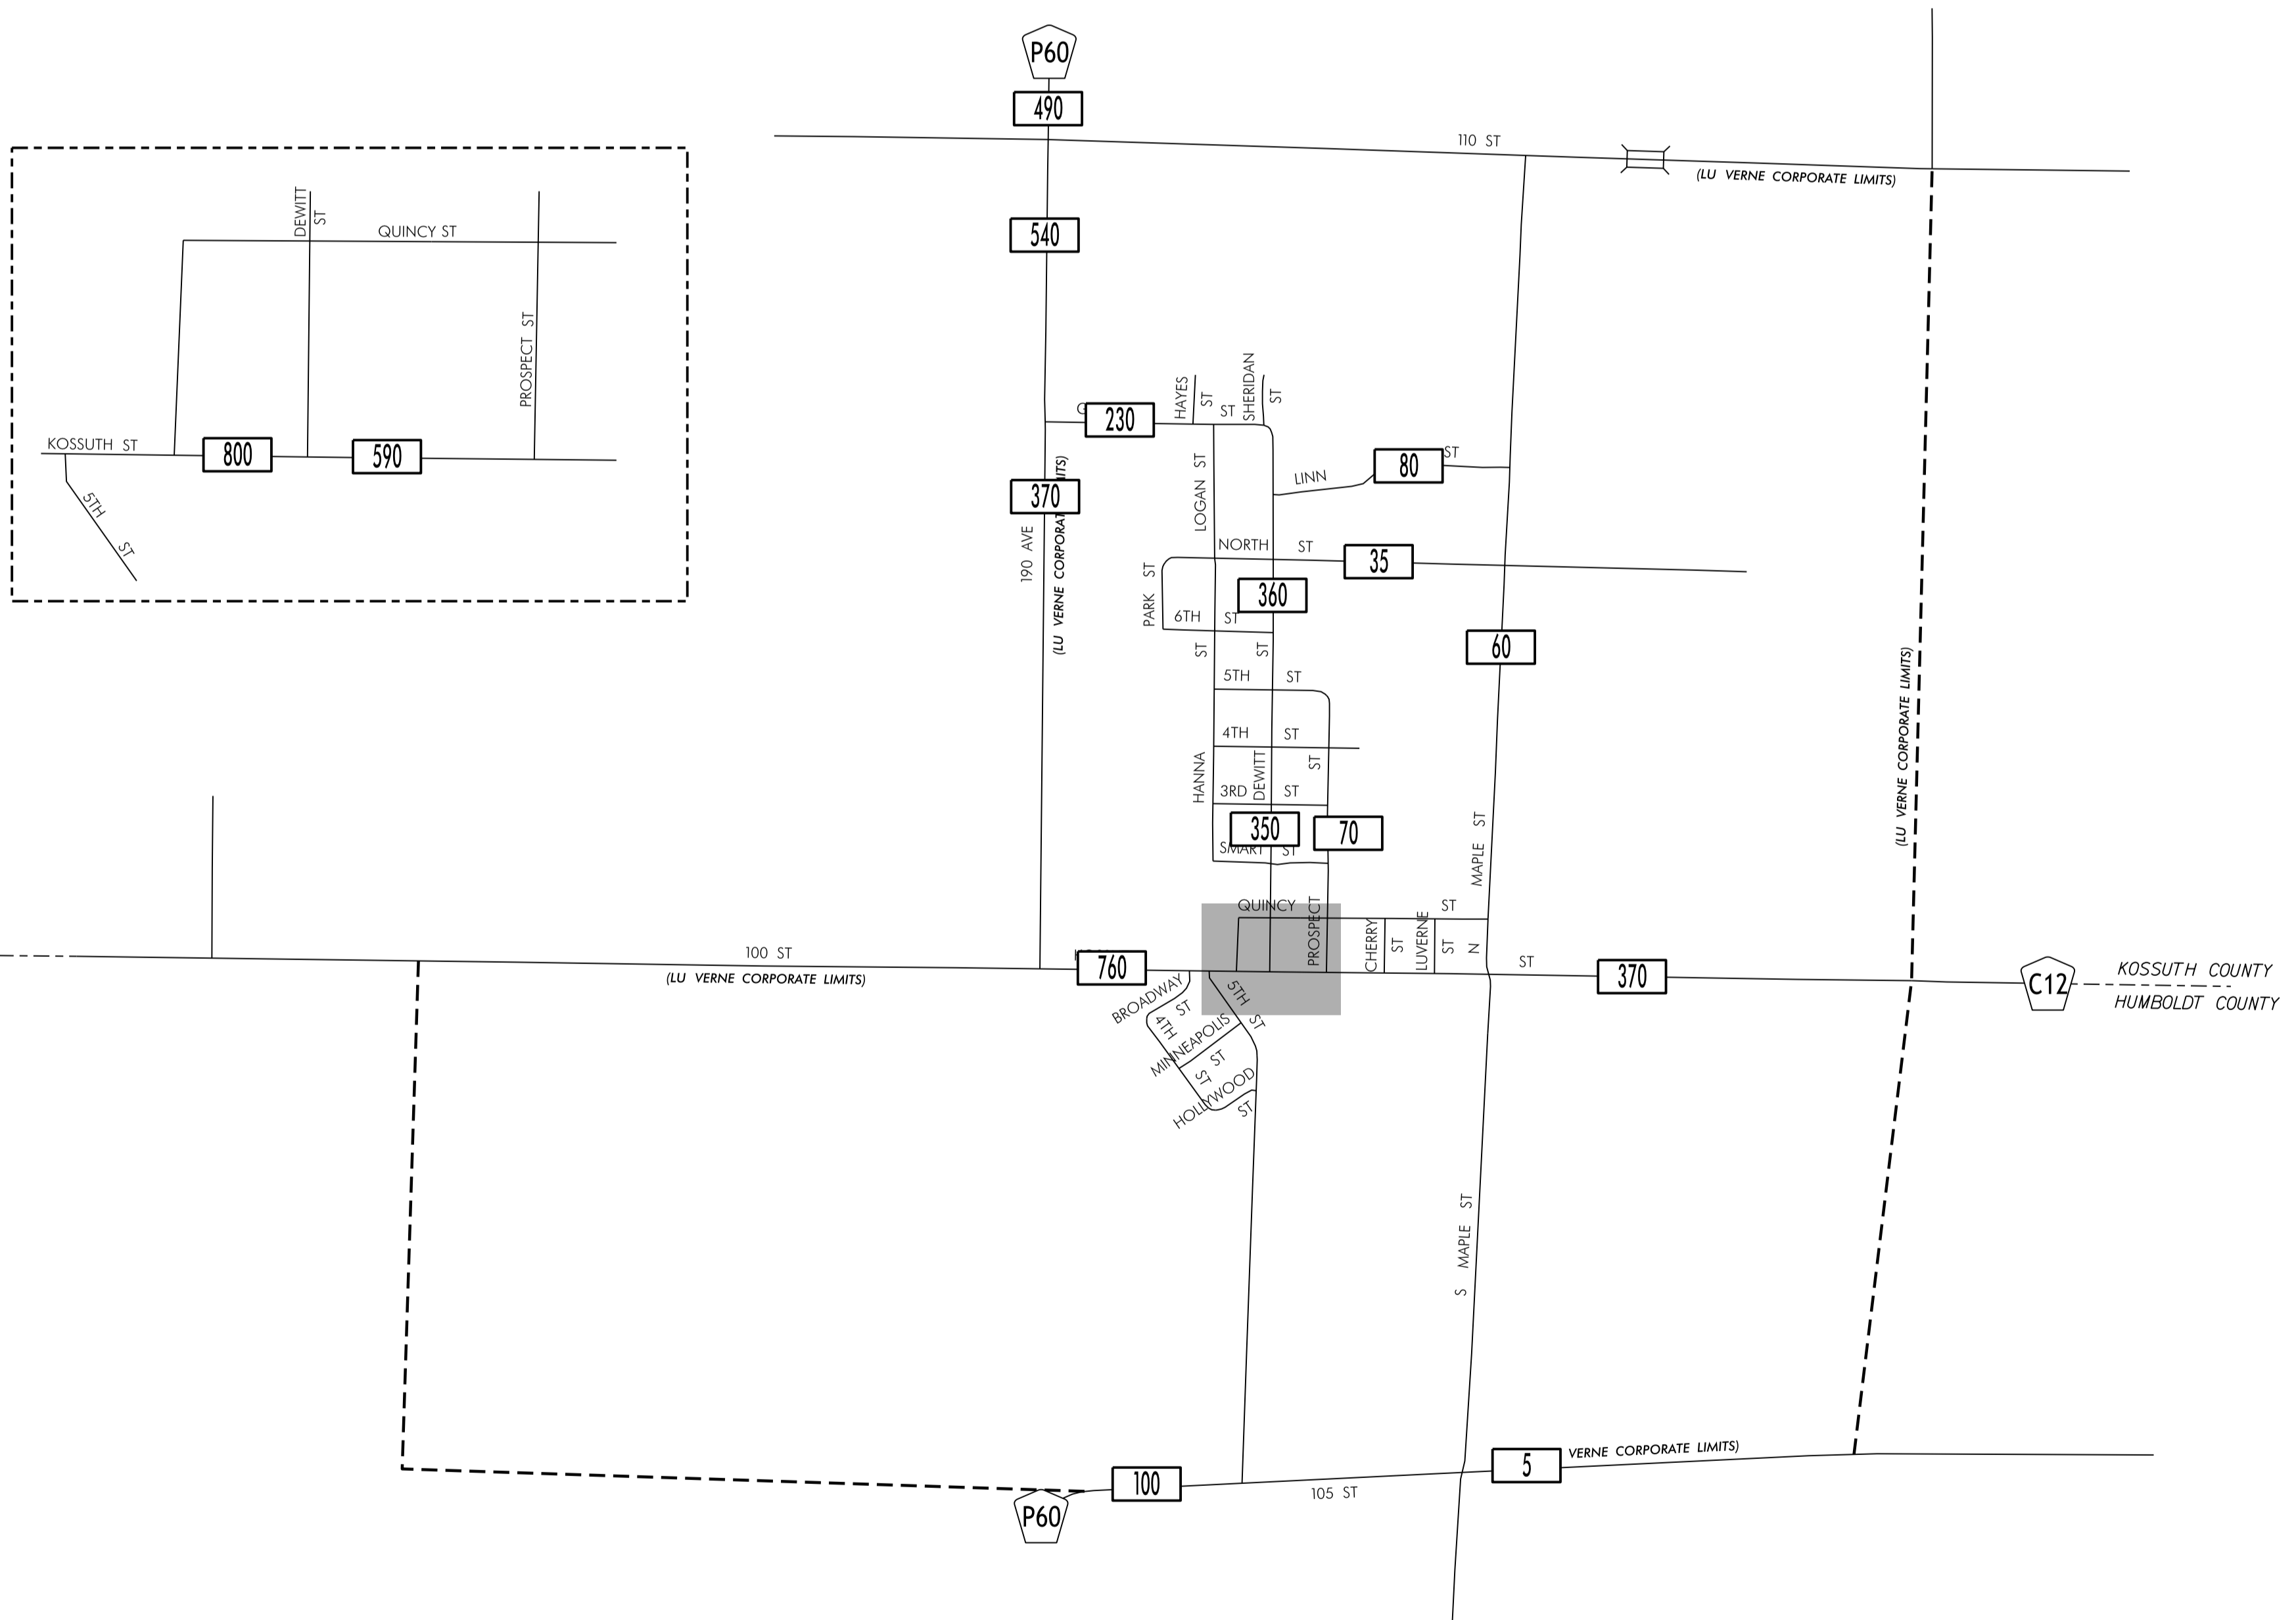 P60
490
110 ST
(LU VERNE CORPORATE LIMITS)
DEWITT ST
QUINCY ST
PROSPECT ST
KOSSUTH ST
800
590
5TH ST
540
230
HAYES ST
ST
SHERIDAN ST
370
190 AVE
(LU VERNE CORPORATE LIMITS)
LOGAN ST
LINN
80
ST
NORTH ST
35
PARK ST
360
6TH ST
ST
ST
60
5TH ST
4TH ST
HANNA
DEWITT
ST
3RD ST
350
70
SMART ST
MAPLE ST
(LU VERNE CORPORATE LIMITS)
QUINCY ST
PROSPECT
CHERRY ST
LUVERNE ST
N
100 ST
(LU VERNE CORPORATE LIMITS)
760
ST
370
C12
KOSSUTH COUNTY
HUMBOLDT COUNTY
BROADWAY ST
5TH ST
4TH ST
MINNEAPOLIS ST
HOLLYWOOD ST
S MAPLE ST
100
105 ST
5
VERNE CORPORATE LIMITS)
P60